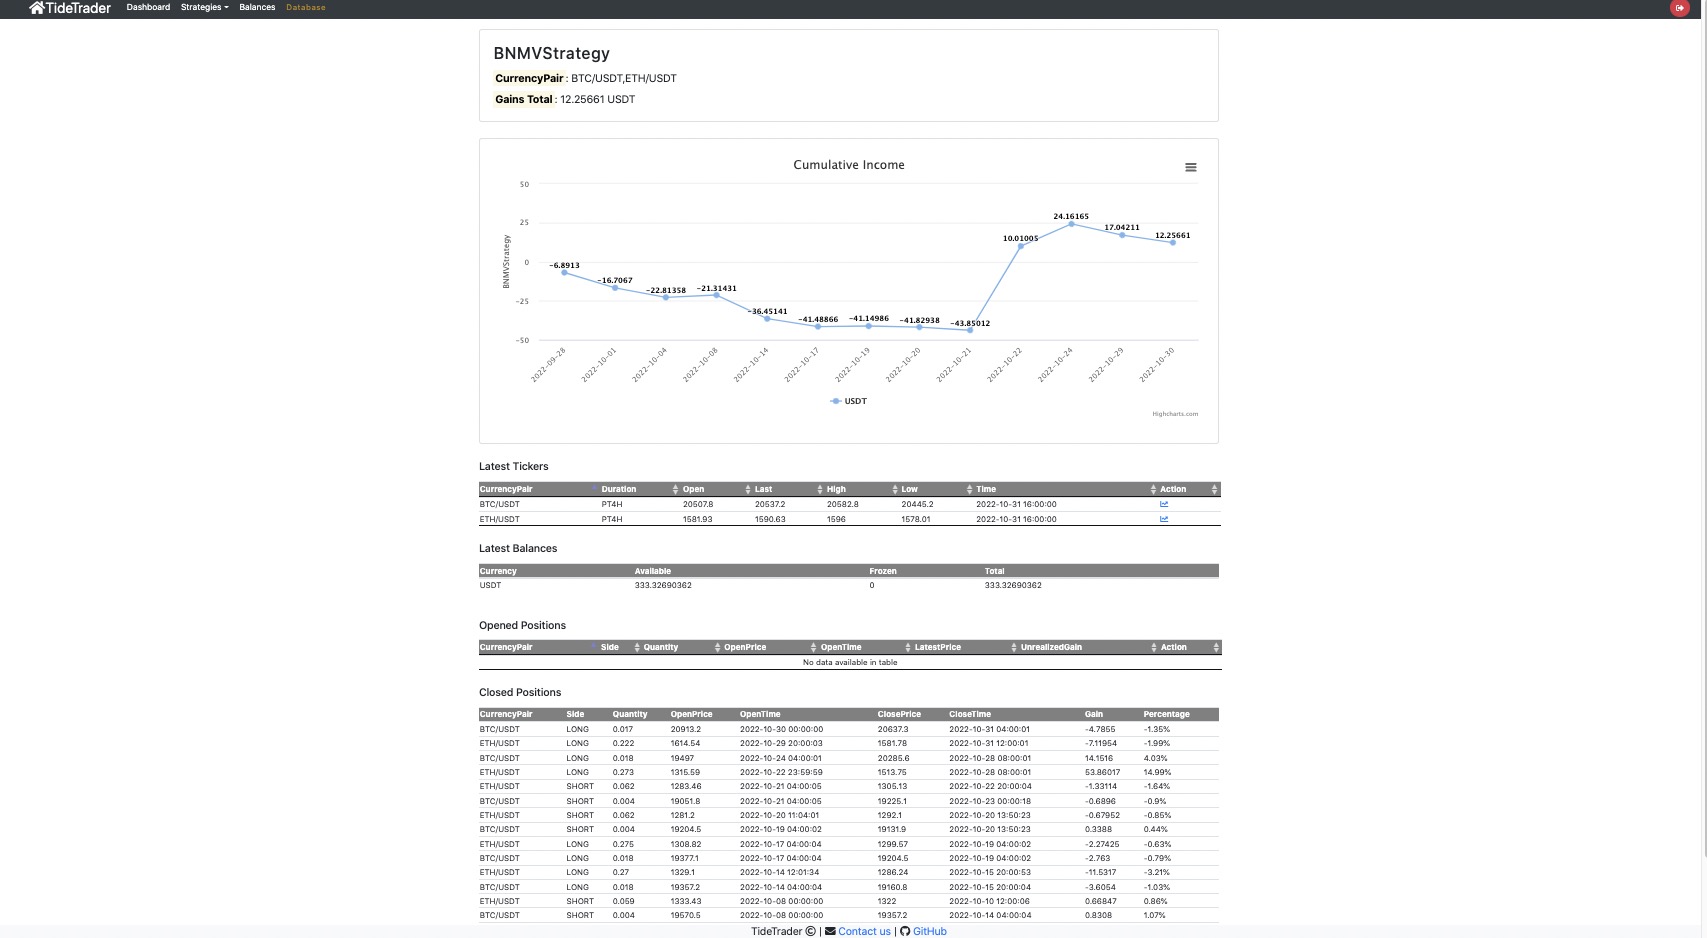 TideTrader Dashboard Strategies Balances Database
BNMVStrategy
CurrencyPair : BTC/USDT,ETH/USDT
Gains Total : 12.25661 USDT
Cumulative Income
BNMVStrategy
50
25
0
−25
−50
−6.8913
−16.7067
−22.81358
−21.31431
−36.45141
−41.48866
−41.14986
−41.82938
−43.85012
10.01005
24.16165
17.04211
12.25661
2022-09-28
2022-10-01
2022-10-04
2022-10-08
2022-10-14
2022-10-17
2022-10-19
2022-10-20
2022-10-21
2022-10-22
2022-10-24
2022-10-29
2022-10-30
USDT
Highcharts.com
Latest Tickers
CurrencyPair Duration Open Last High Low Time Action
BTC/USDT PT4H 20507.8 20537.2 20582.8 20445.2 2022-10-31 16:00:00
ETH/USDT PT4H 1581.93 1590.63 1596 1578.01 2022-10-31 16:00:00
Latest Balances
Currency Available Frozen Total
USDT 333.32690362 0 333.32690362
Opened Positions
CurrencyPair Side Quantity OpenPrice OpenTime LatestPrice UnrealizedGain Action
No data available in table
Closed Positions
CurrencyPair Side Quantity OpenPrice OpenTime ClosePrice CloseTime Gain Percentage
BTC/USDT LONG 0.017 20913.2 2022-10-30 00:00:00 20637.3 2022-10-31 04:00:01 -4.7855 -1.35%
ETH/USDT LONG 0.222 1614.54 2022-10-29 20:00:03 1581.78 2022-10-31 12:00:01 -7.11954 -1.99%
BTC/USDT LONG 0.018 19497 2022-10-24 04:00:01 20285.6 2022-10-28 08:00:01 14.1516 4.03%
ETH/USDT LONG 0.273 1315.59 2022-10-22 23:59:59 1513.75 2022-10-28 08:00:01 53.86017 14.99%
ETH/USDT SHORT 0.062 1283.46 2022-10-21 04:00:05 1305.13 2022-10-22 20:00:04 -1.33114 -1.64%
BTC/USDT SHORT 0.004 19051.8 2022-10-21 04:00:05 19225.1 2022-10-23 00:00:18 -0.6896 -0.9%
ETH/USDT SHORT 0.062 1281.2 2022-10-20 11:04:01 1292.1 2022-10-20 13:50:23 -0.67952 -0.85%
BTC/USDT SHORT 0.004 19204.5 2022-10-19 04:00:02 19131.9 2022-10-20 13:50:23 0.3388 0.44%
ETH/USDT LONG 0.275 1308.82 2022-10-17 04:00:04 1299.57 2022-10-19 04:00:02 -2.27425 -0.63%
BTC/USDT LONG 0.018 19377.1 2022-10-17 04:00:04 19204.5 2022-10-19 04:00:02 -2.763 -0.79%
ETH/USDT LONG 0.27 1329.1 2022-10-14 12:01:34 1286.24 2022-10-15 20:00:53 -11.5317 -3.21%
BTC/USDT LONG 0.018 19357.2 2022-10-14 04:00:04 19160.8 2022-10-15 20:00:04 -3.6054 -1.03%
ETH/USDT SHORT 0.059 1333.43 2022-10-08 00:00:00 1322 2022-10-10 12:00:06 0.66847 0.86%
BTC/USDT SHORT 0.004 19570.5 2022-10-08 00:00:00 19357.2 2022-10-14 04:00:04 0.8308 1.07%
TideTrader © | Contact us | GitHub